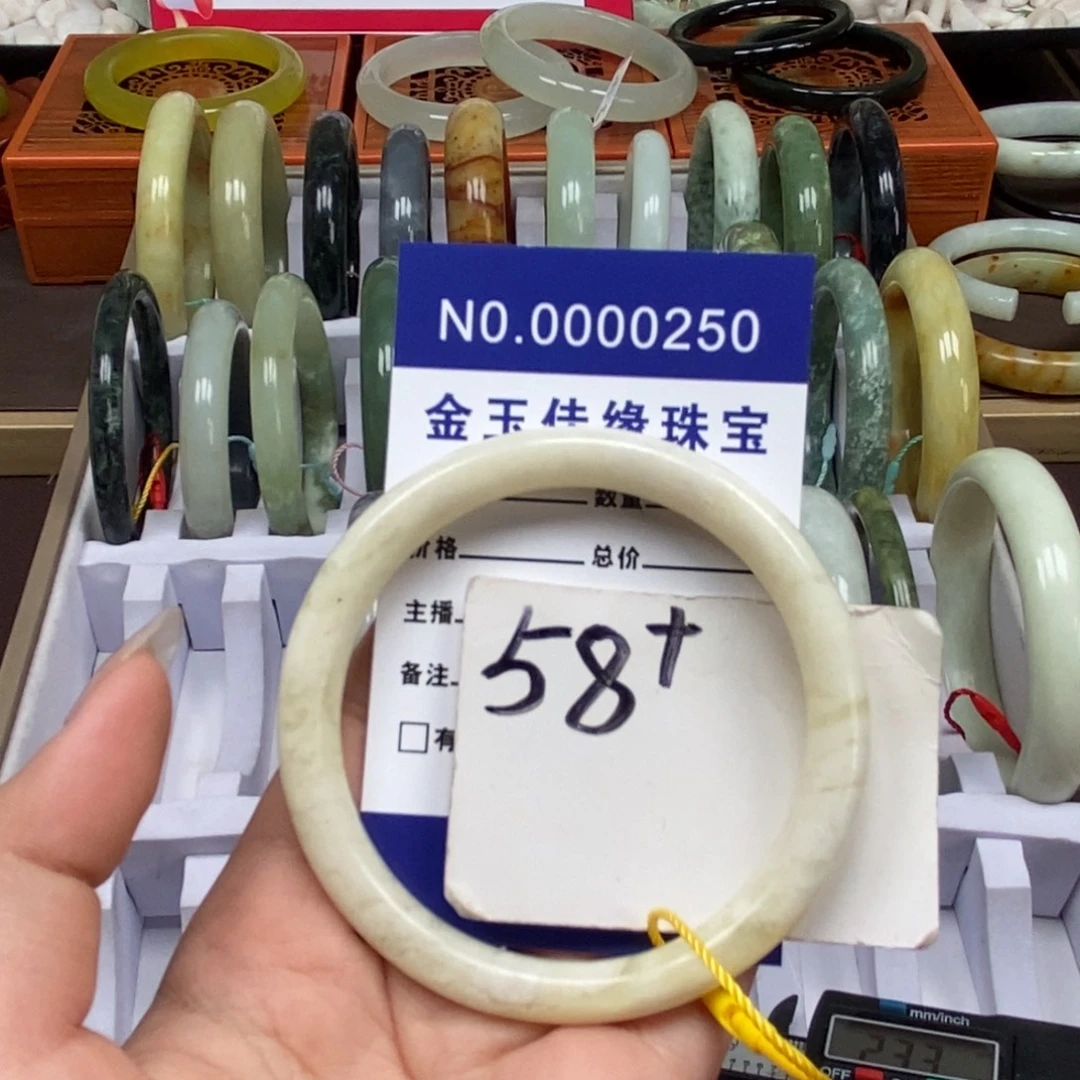 NO.0000250
金玉佳缘珠宝
数量
价格 总价
主播
备注
□有
58+
mm/inch
OFF